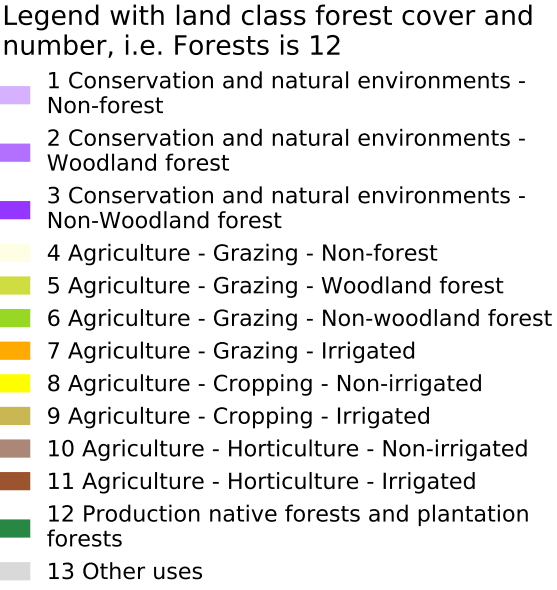 Legend with land class forest cover and
number, i.e. Forests is 12
1 Conservation and natural environments -
Non-forest
2 Conservation and natural environments -
Woodland forest
3 Conservation and natural environments -
Non-Woodland forest
4 Agriculture - Grazing - Non-forest
5 Agriculture - Grazing - Woodland forest
6 Agriculture - Grazing - Non-woodland forest
7 Agriculture - Grazing - Irrigated
8 Agriculture - Cropping - Non-irrigated
9 Agriculture - Cropping - Irrigated
10 Agriculture - Horticulture - Non-irrigated
11 Agriculture - Horticulture - Irrigated
12 Production native forests and plantation
forests
13 Other uses